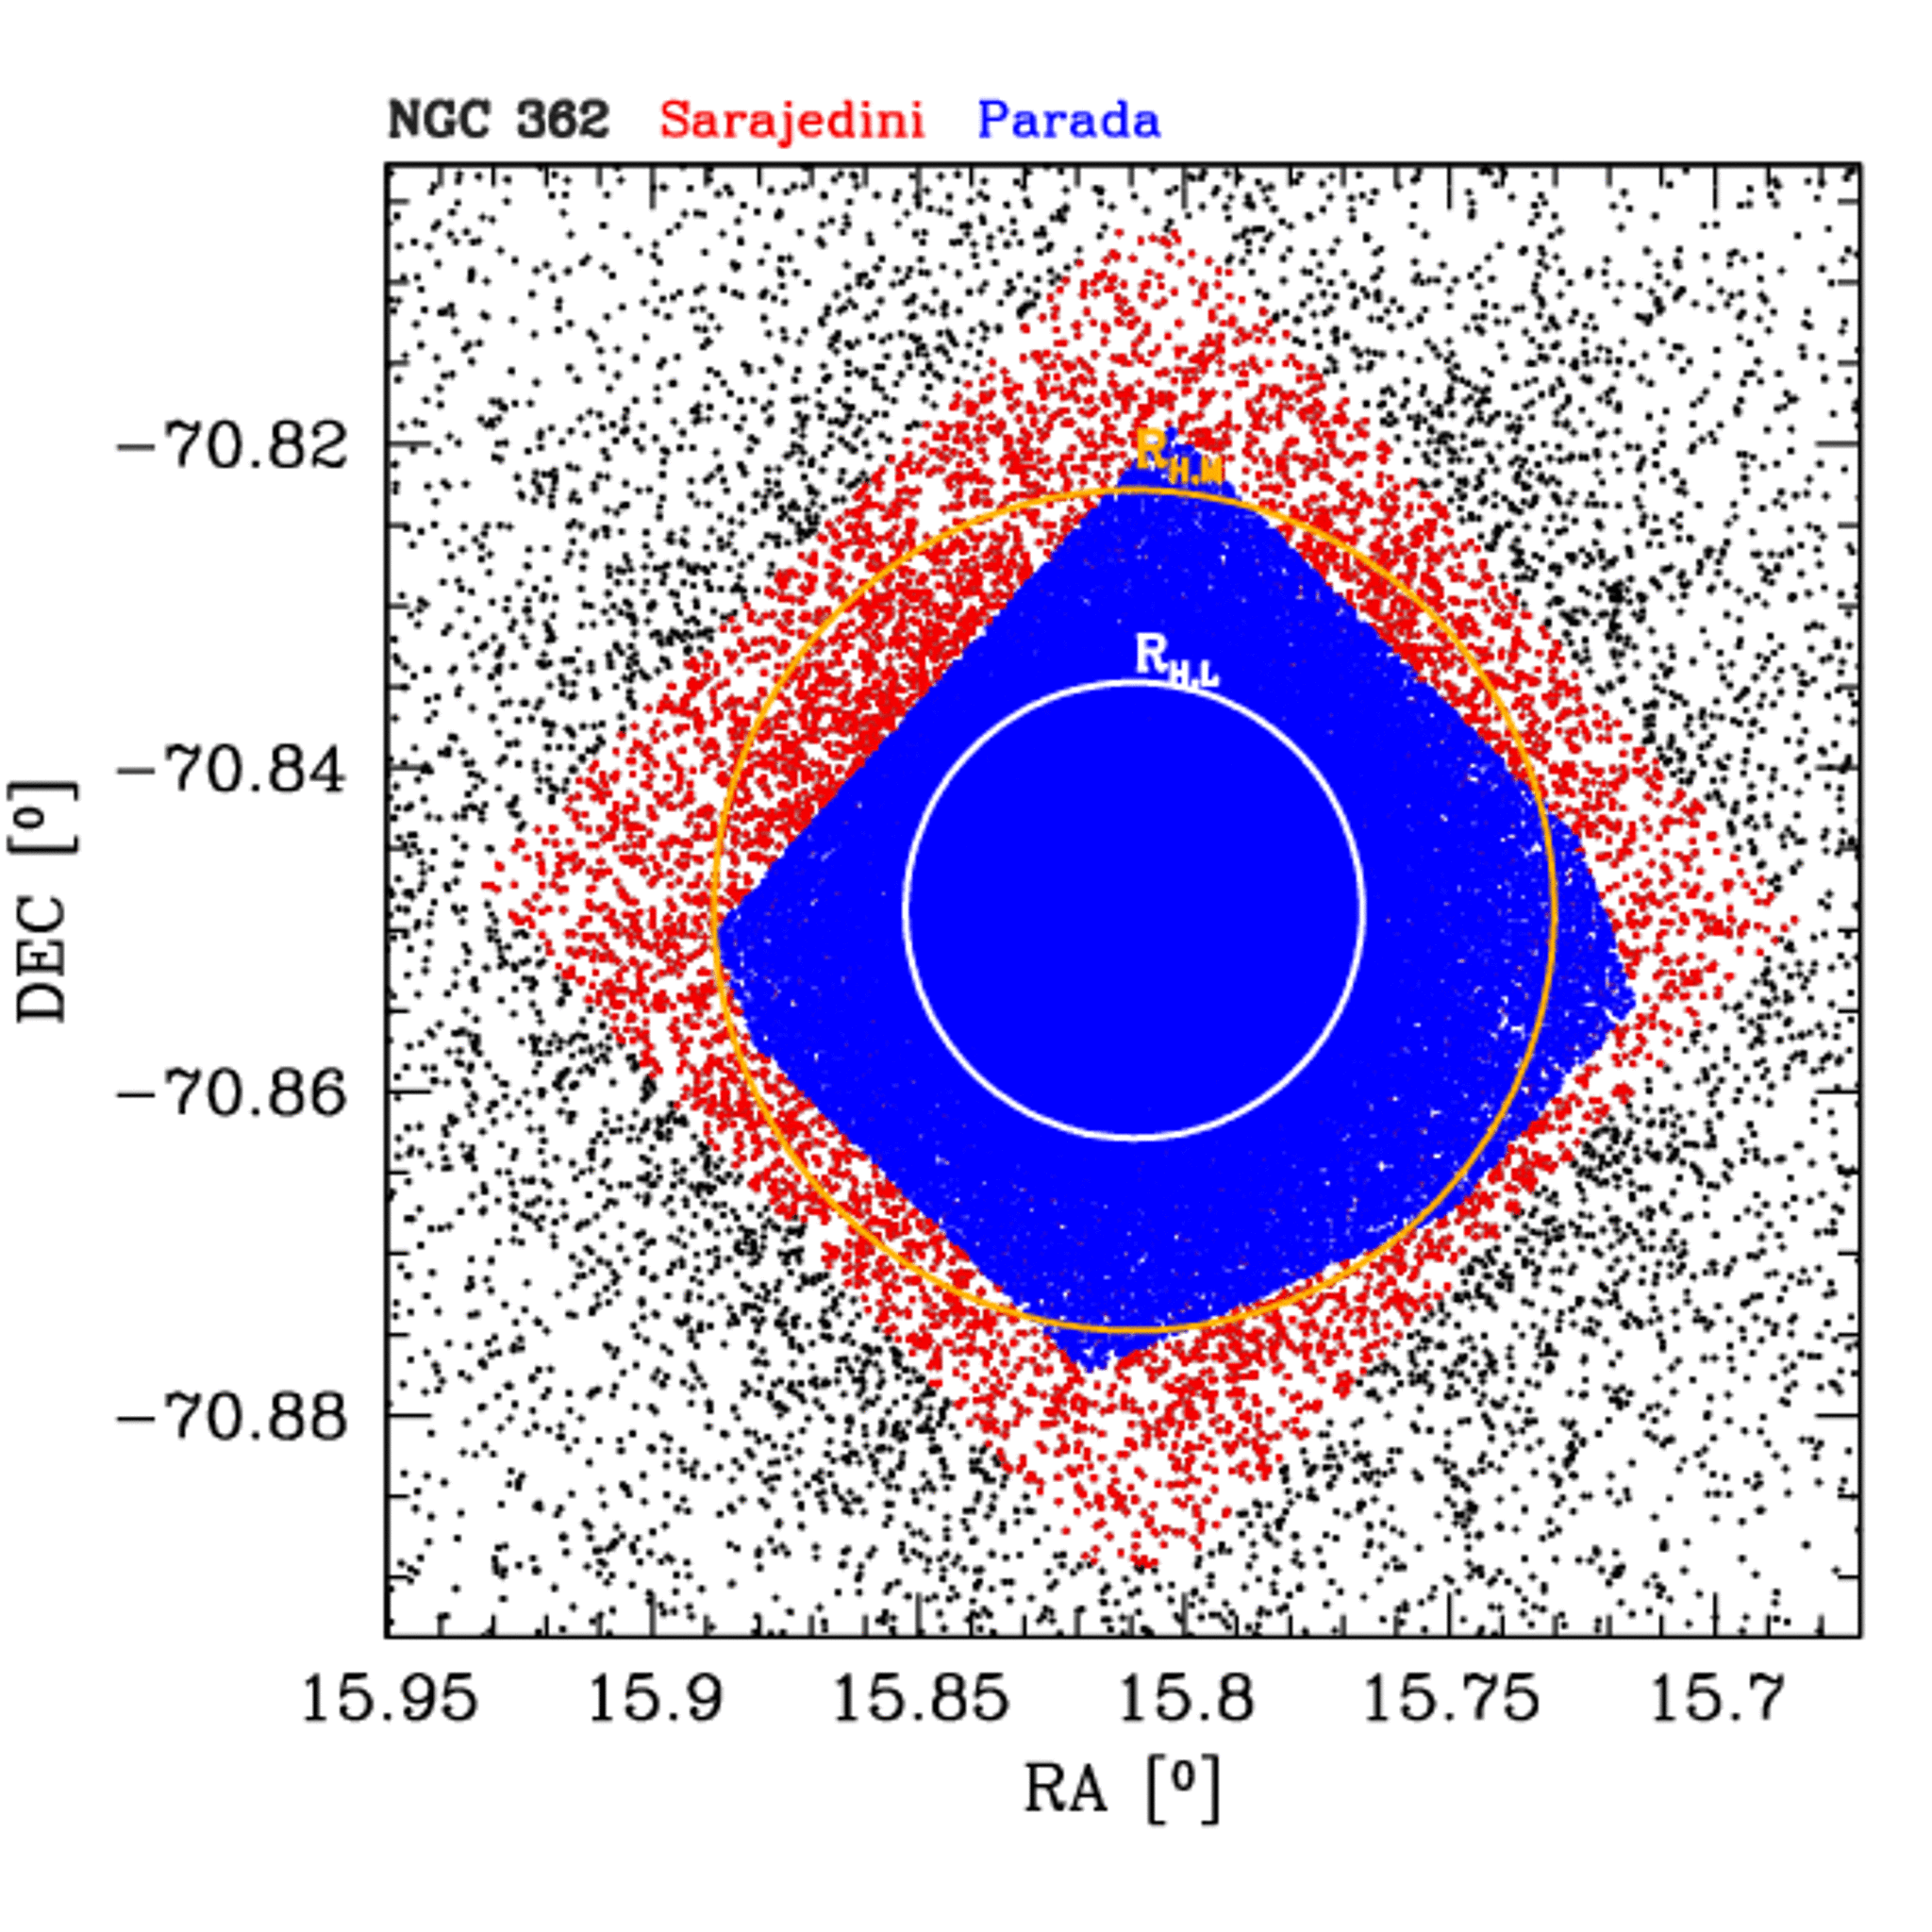 NGC 362 Sarajedini Parada
R_H.M
R_H.L
−70.82
−70.84
−70.86
−70.88
DEC [°]
15.95 15.9 15.85 15.8 15.75 15.7
RA [°]